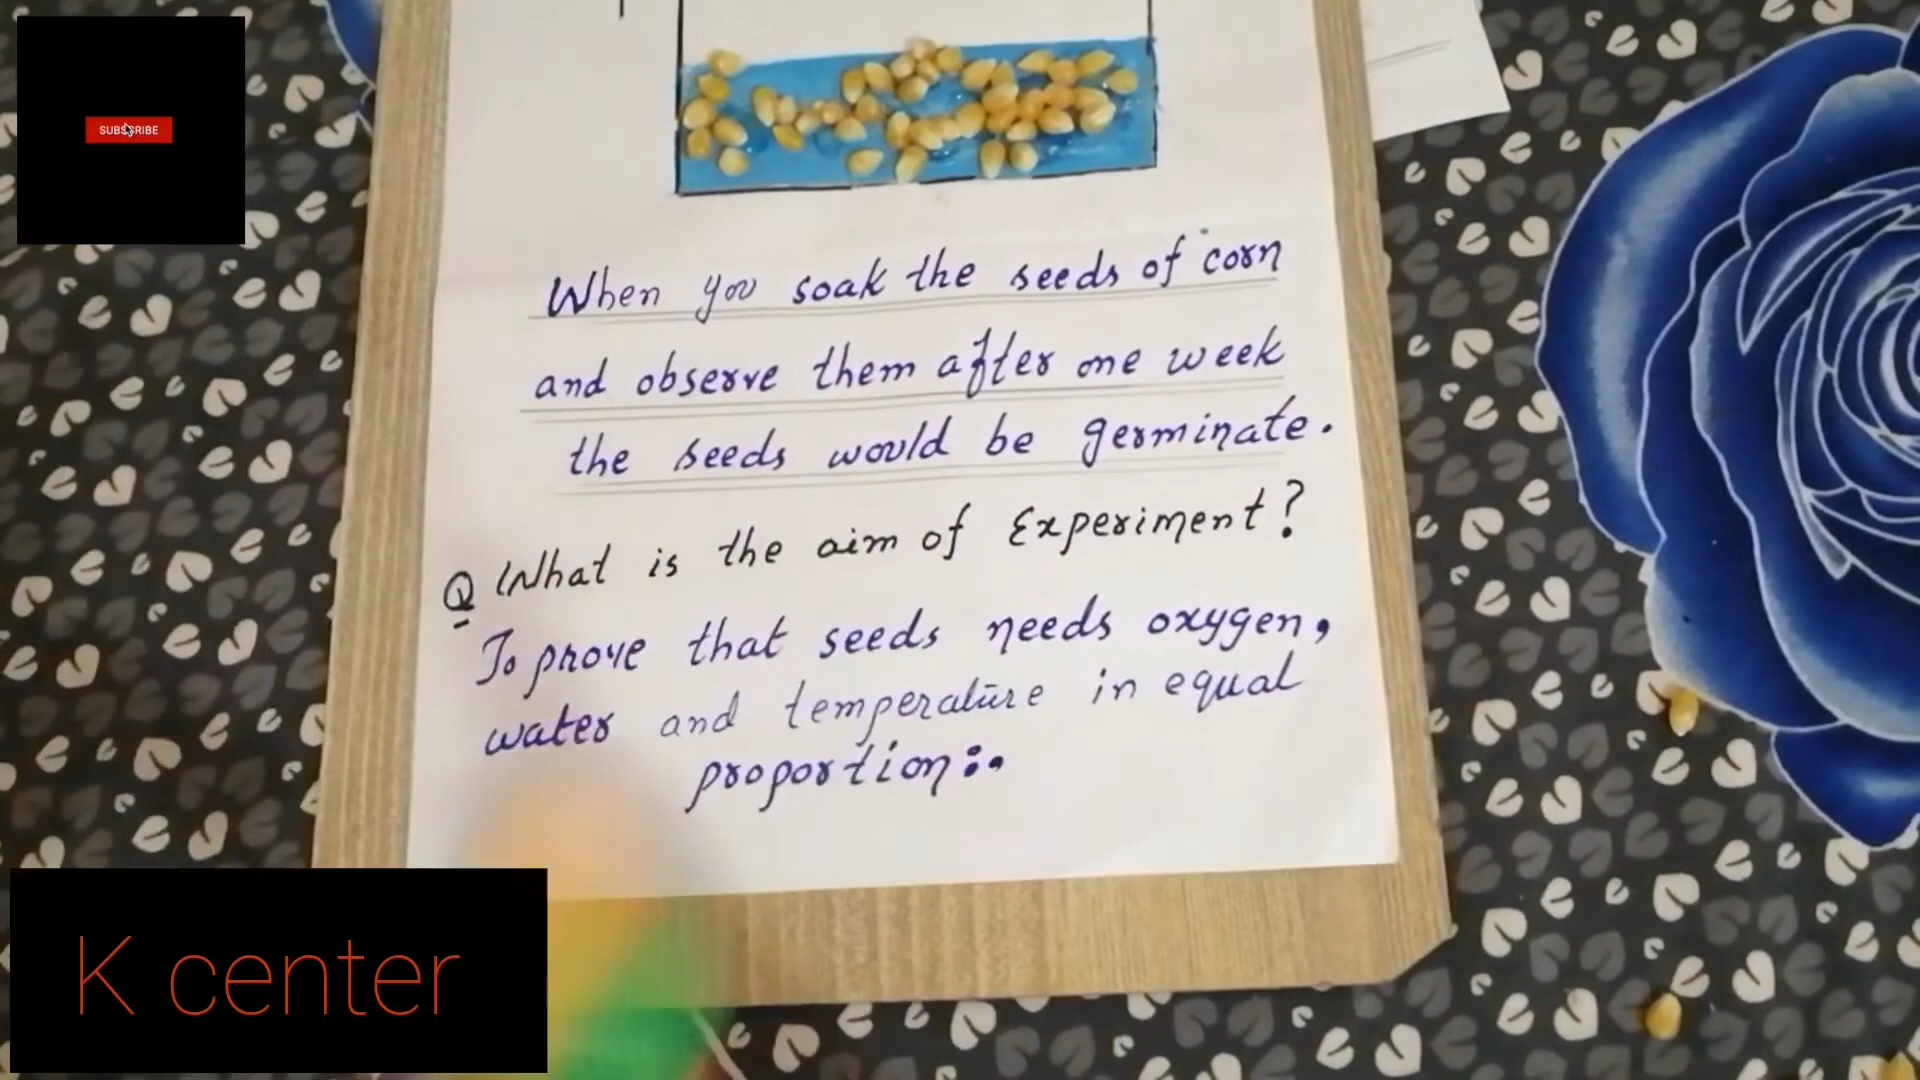 SUBSCRIBE
When you soak the seeds of corn
and observe them after one week
the seeds would be germinate.
Q What is the aim of Experiment?
To prove that seeds needs oxygen,
water and temperature in equal
proportion:.
K center